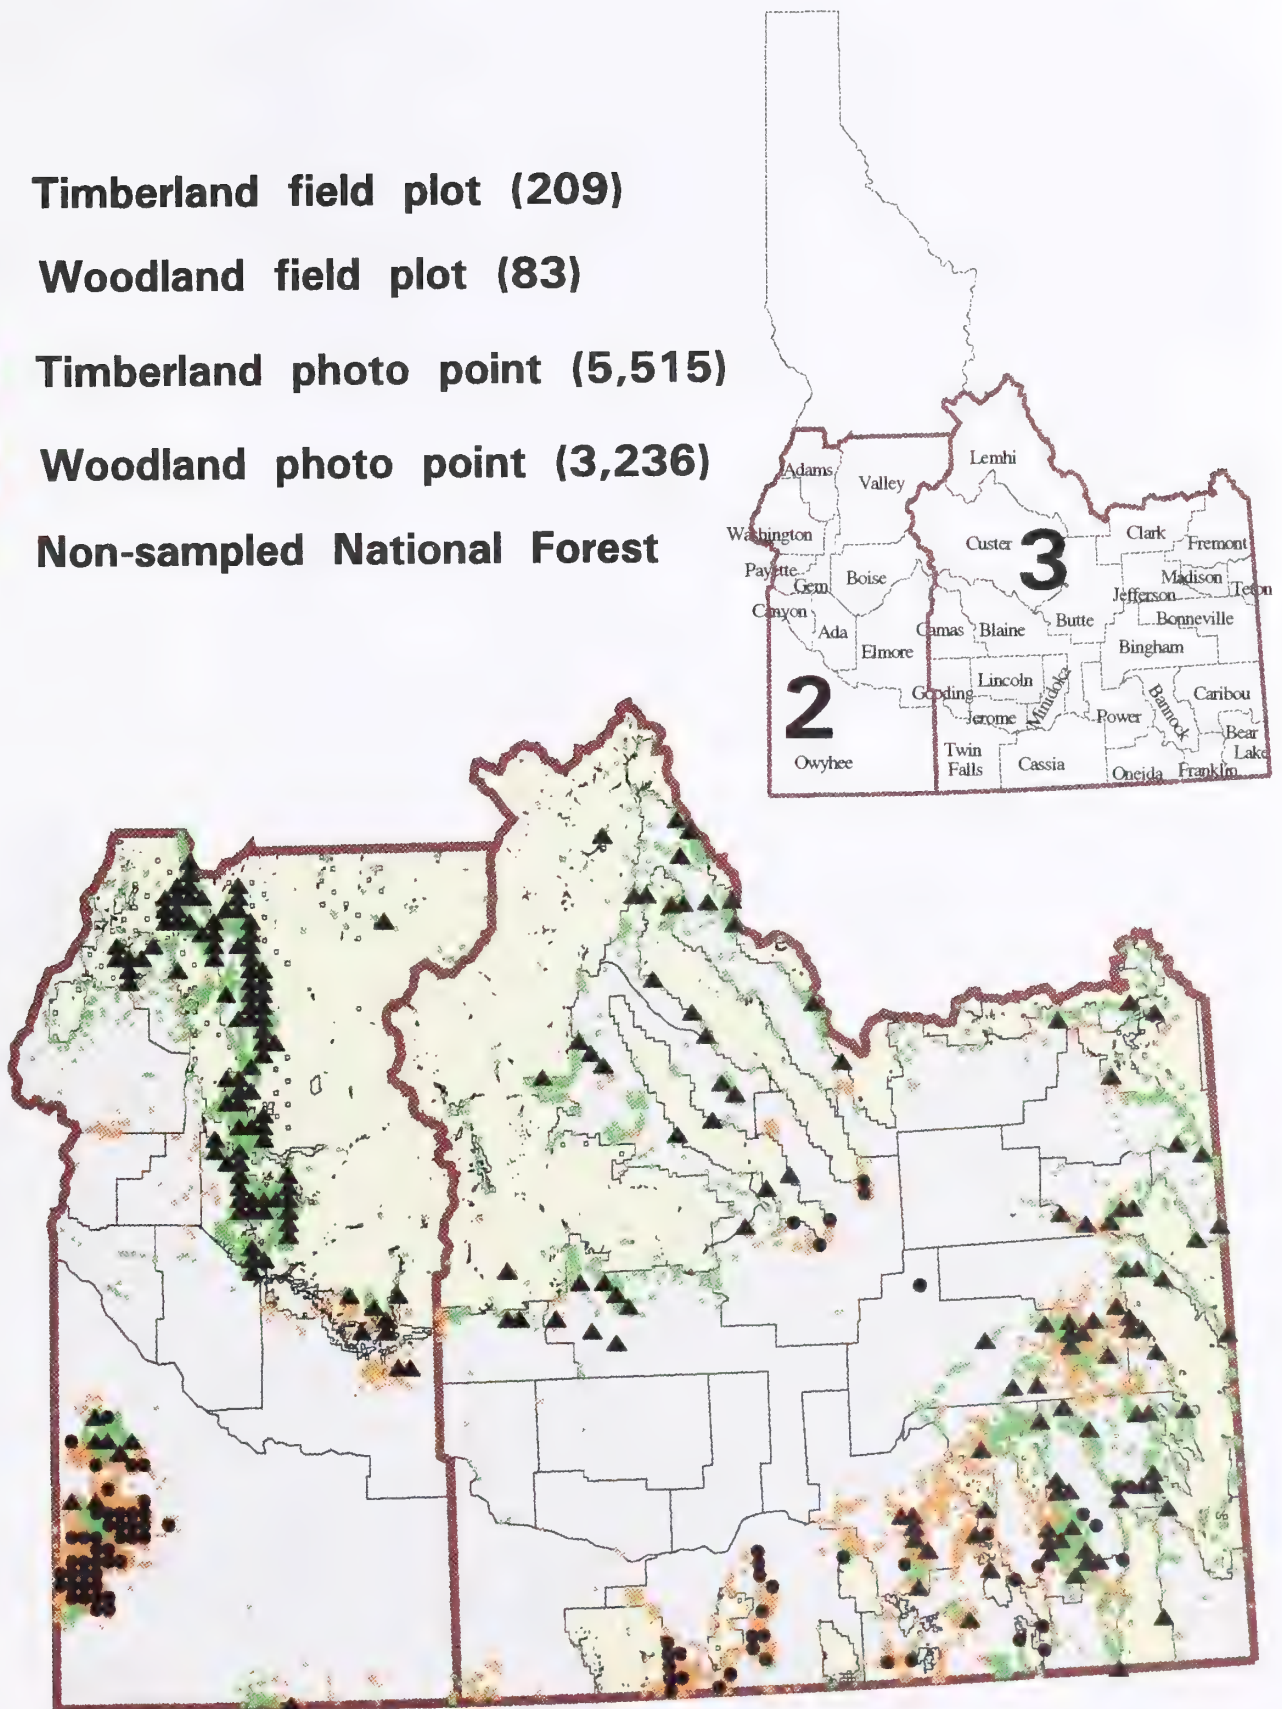 Timberland field plot (209)
Woodland field plot (83)
Timberland photo point (5,515)
Woodland photo point (3,236)
Non-sampled National Forest
Adams
Valley
Lemhi
Washington
Custer
3
Clark
Fremont
Payette
Gem
Boise
Madison
Jefferson
Teton
Canyon
Ada
Elmore
Camas
Blaine
Butte
Bonneville
Bingham
2
Gooding
Lincoln
Jerome
Minidoka
Power
Bannock
Caribou
Bear
Lake
Owyhee
Twin
Falls
Cassia
Oneida
Franklin